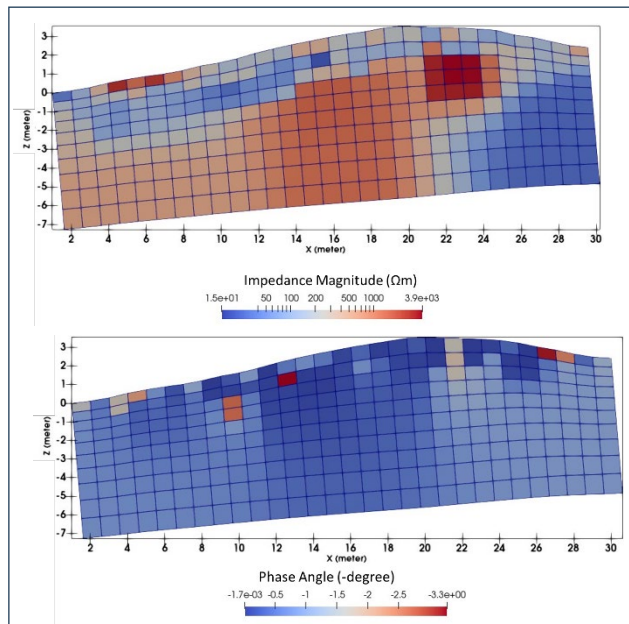 3
2
1
0
-1
-2
-3
-4
-5
-6
-7
Z (meter)
2 4 6 8 10 12 14 16 18 20 22 24 26 28 30
X (meter)
Impedance Magnitude (Ωm)
1.5e+01 50 100 200 500 1000 3.9e+03
3
2
1
0
-1
-2
-3
-4
-5
-6
-7
Z (meter)
2 4 6 8 10 12 14 16 18 20 22 24 26 28 30
X (meter)
Phase Angle (-degree)
-1.7e-03 -0.5 -1 -1.5 -2 -2.5 -3.3e+00